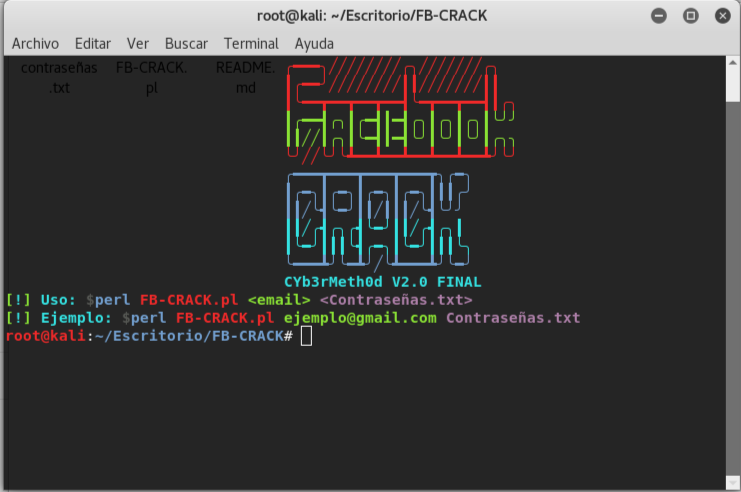 root@kali: ~/Escritorio/FB-CRACK
Archivo Editar Ver Buscar Terminal Ayuda
contraseñas FB-CRACK. README.
.txt pl md
FACEBOOK
CRACK
CYb3rMeth0d V2.0 FINAL
[!] Uso: $perl FB-CRACK.pl <email> <Contraseñas.txt>
[!] Ejemplo: $perl FB-CRACK.pl ejemplo@gmail.com Contraseñas.txt
root@kali:~/Escritorio/FB-CRACK#